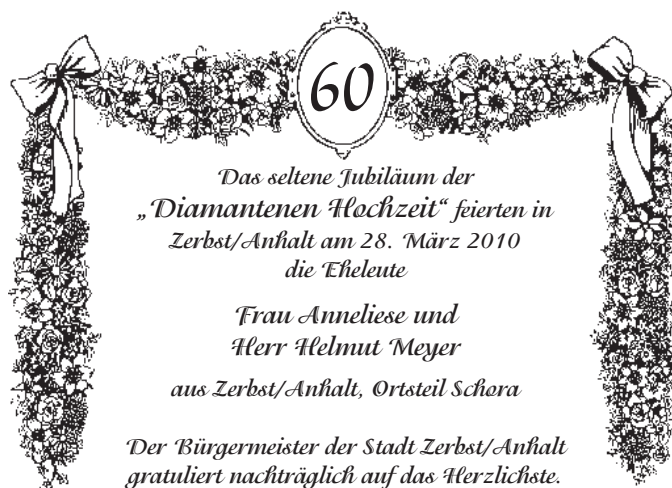 60
Das seltene Jubiläum der
„Diamantenen Hochzeit“ feierten in
Zerbst/Anhalt am 28. März 2010
die Eheleute
Frau Anneliese und
Herr Helmut Meyer
aus Zerbst/Anhalt, Ortsteil Schora
Der Bürgermeister der Stadt Zerbst/Anhalt
gratuliert nachträglich auf das Herzlichste.